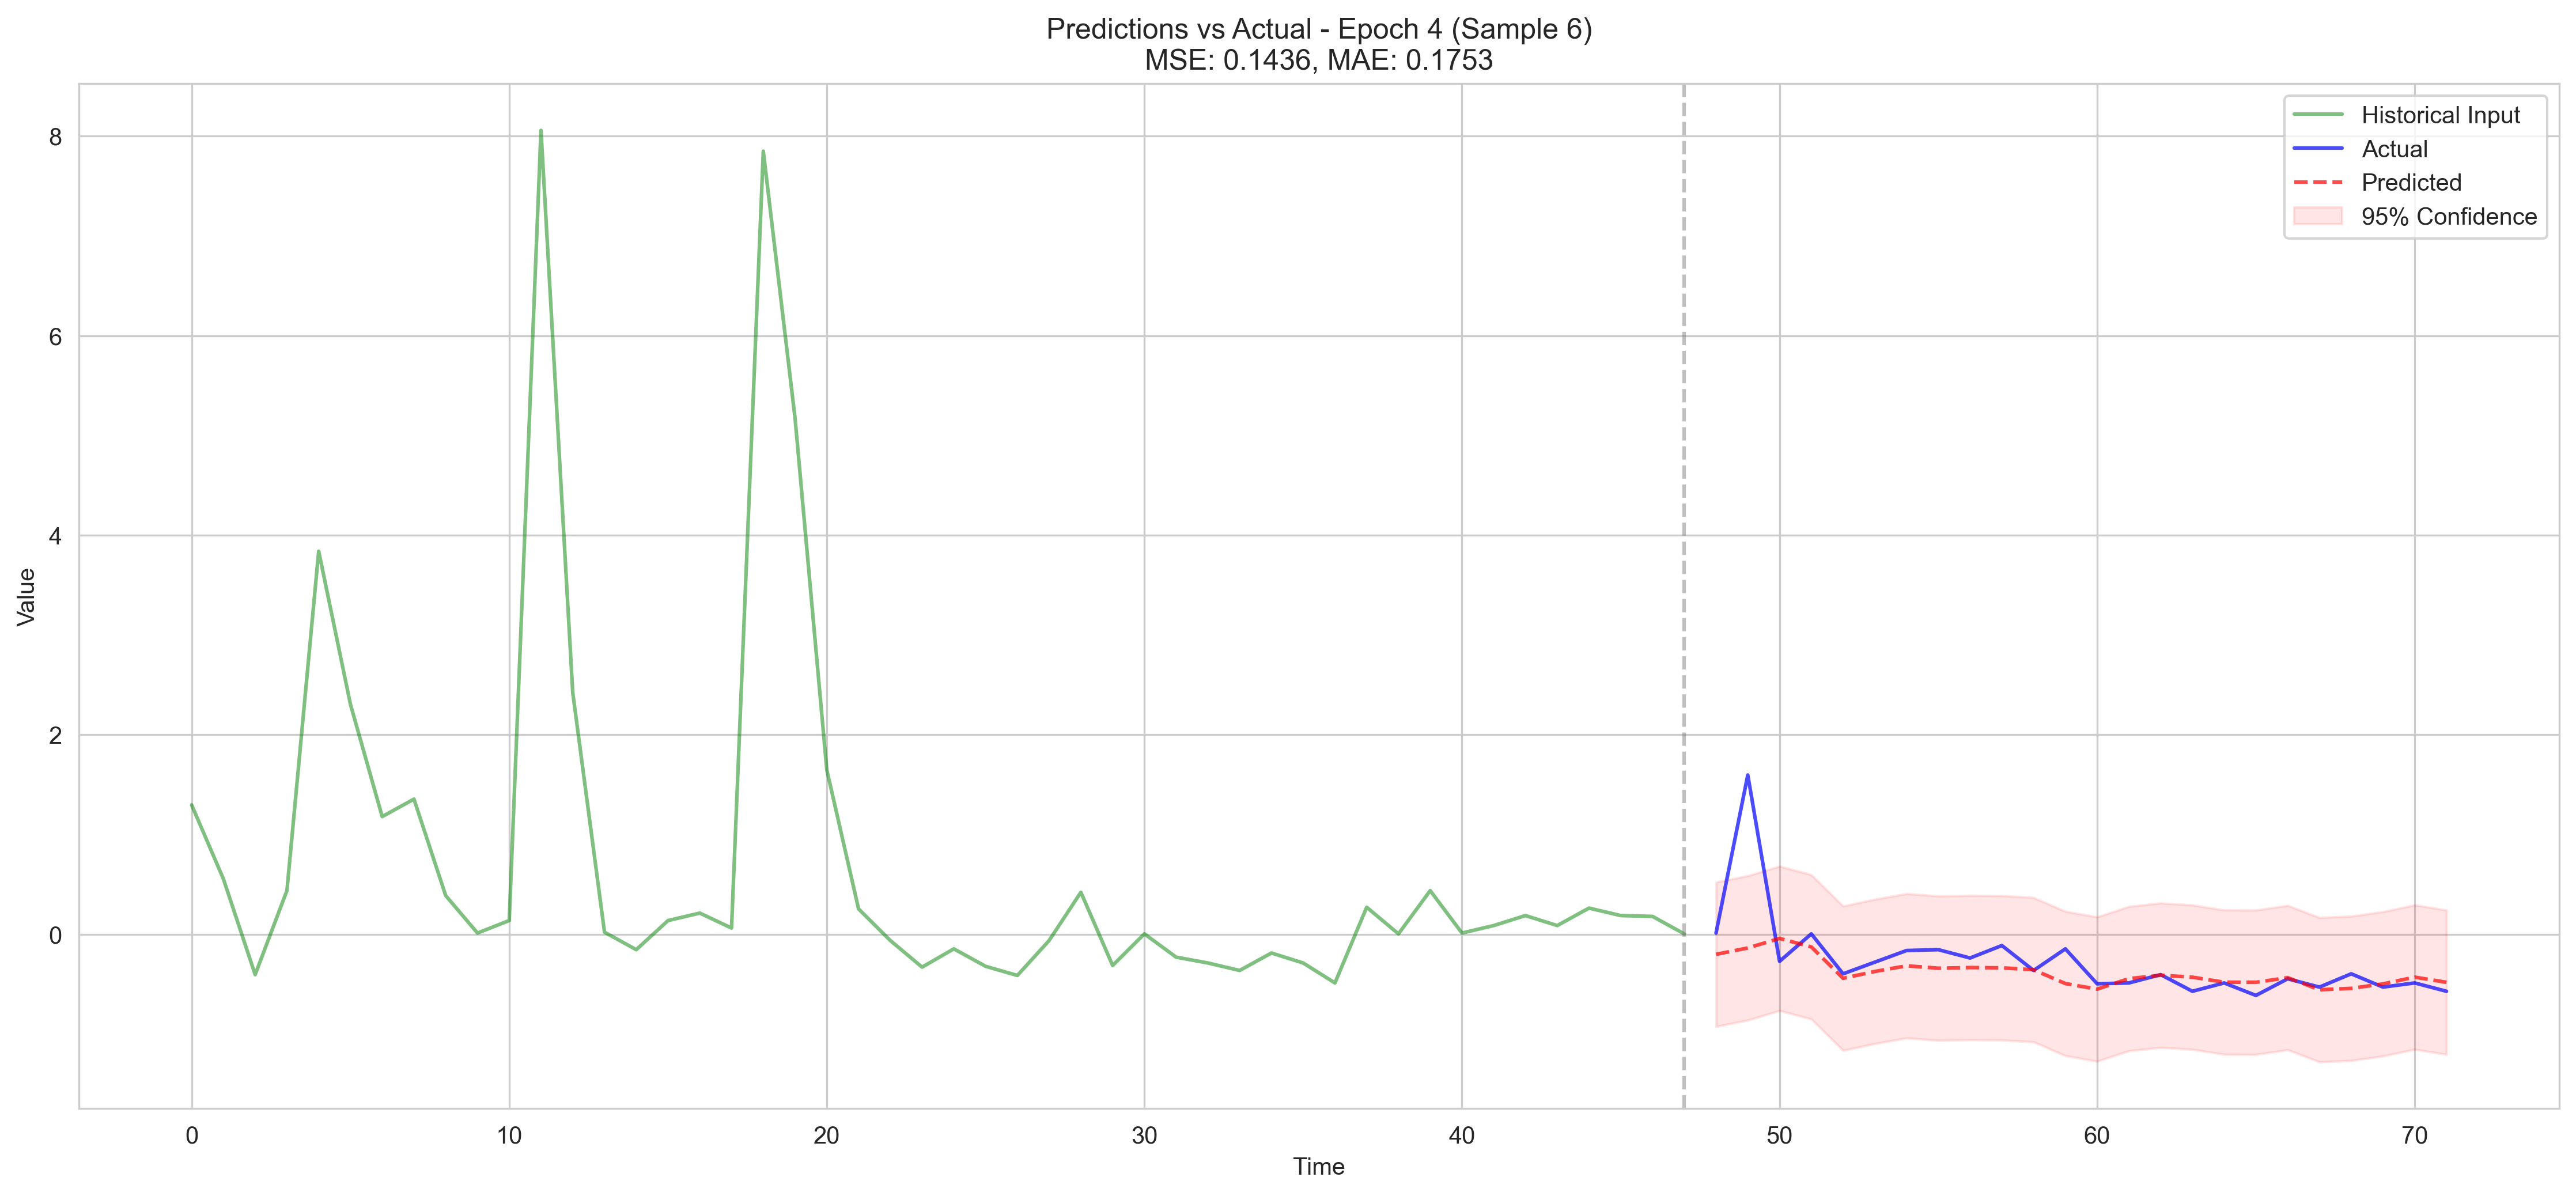 Predictions vs Actual - Epoch 4 (Sample 6)
MSE: 0.1436, MAE: 0.1753
Historical Input
Actual
Predicted
95% Confidence
8
6
4
2
0
Value
0 10 20 30 40 50 60 70
Time